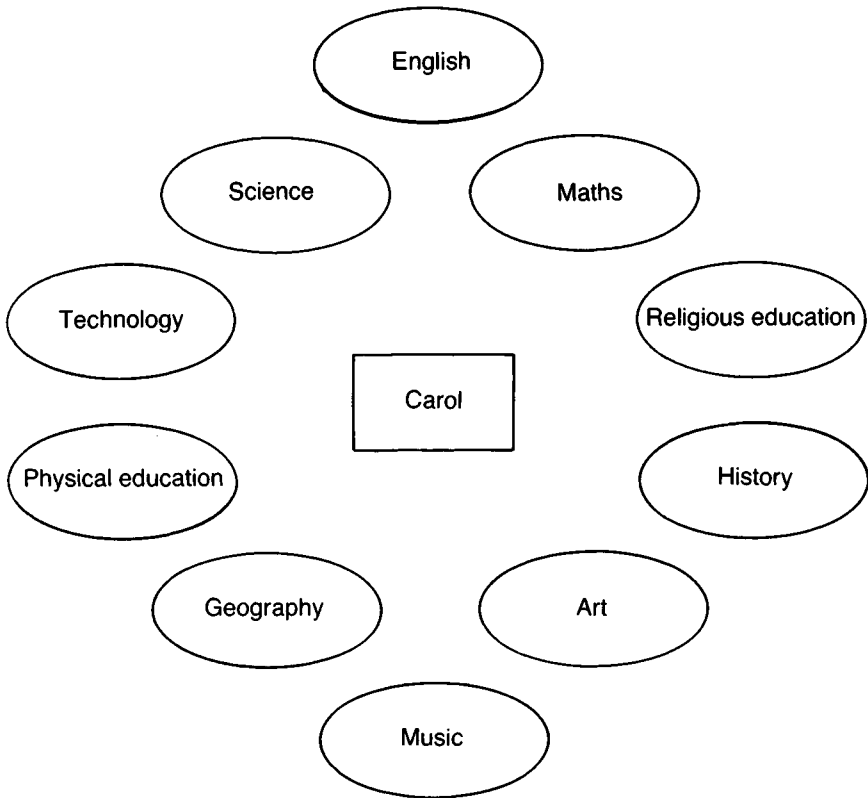 English
Science
Maths
Technology
Religious education
Carol
Physical education
History
Geography
Art
Music